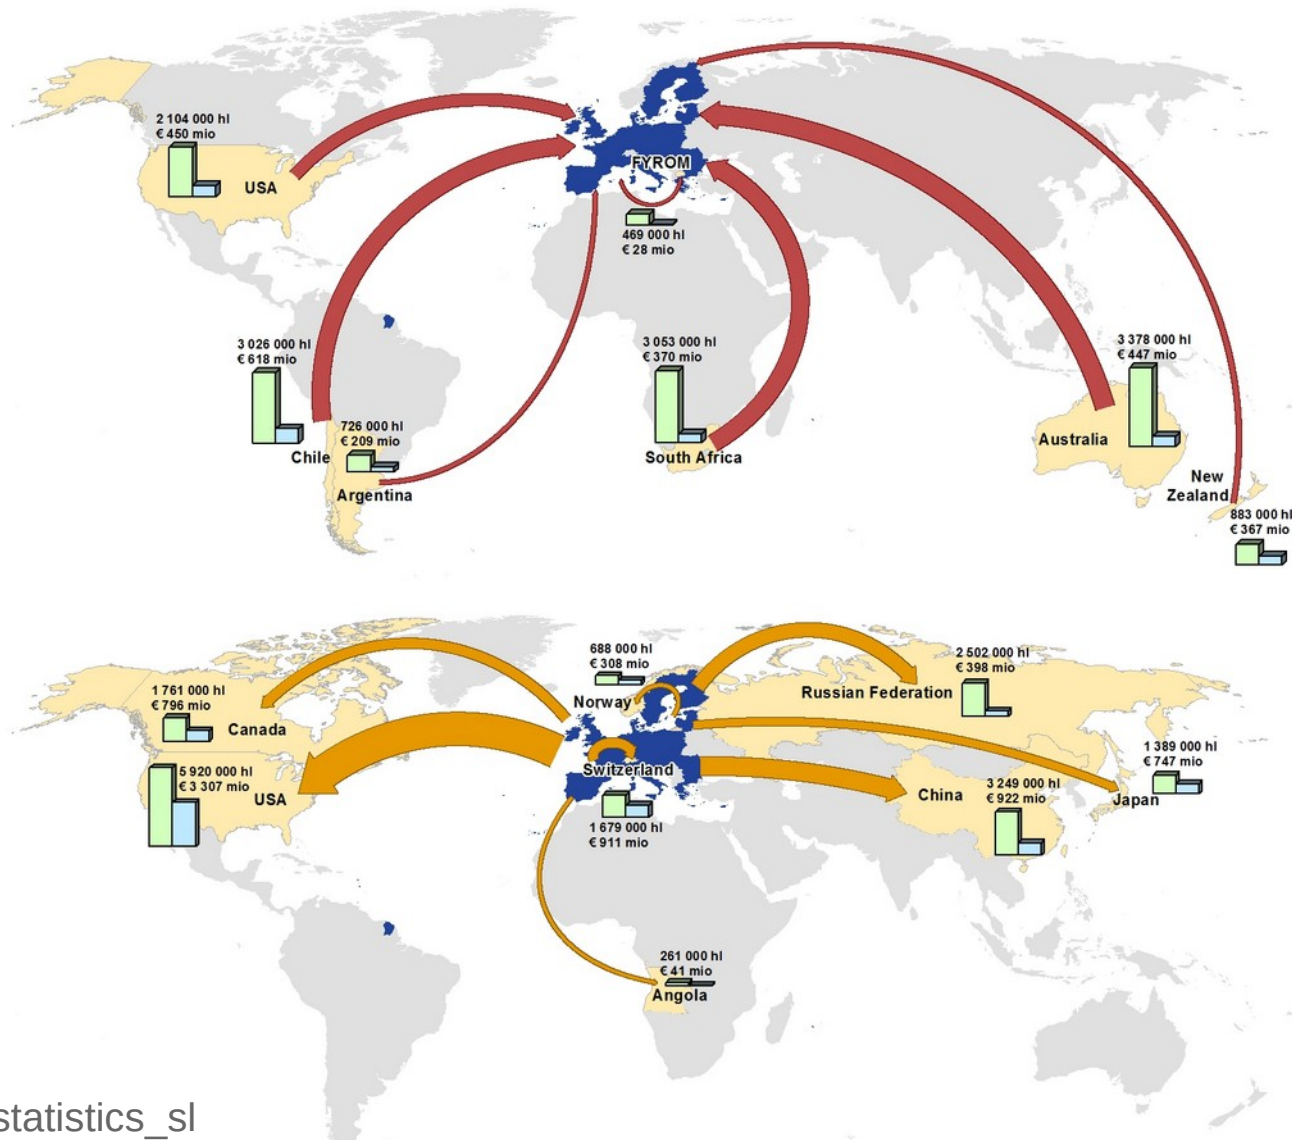 2 104 000 hl
€ 450 mio
USA
FYROM
469 000 hl
€ 28 mio
3 026 000 hl
€ 618 mio
726 000 hl
€ 209 mio
Chile
Argentina
3 053 000 hl
€ 370 mio
South Africa
3 378 000 hl
€ 447 mio
Australia
New
Zealand
883 000 hl
€ 367 mio
688 000 hl
€ 308 mio
Norway
2 502 000 hl
€ 398 mio
Russian Federation
1 761 000 hl
€ 796 mio
Canada
5 920 000 hl
€ 3 307 mio
USA
Switzerland
1 679 000 hl
€ 911 mio
China
3 249 000 hl
€ 922 mio
1 389 000 hl
€ 747 mio
Japan
261 000 hl
€ 41 mio
Angola
statistics_sl